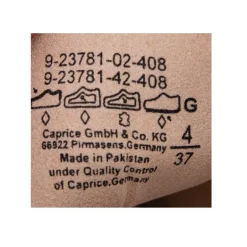 9-23781-02-408
9-23781-42-408
G
Caprice GmbH & Co. KG 4
66922 Pirmasens, Germany 37
Made in Pakistan
under Quality Control
of Caprice,Germany